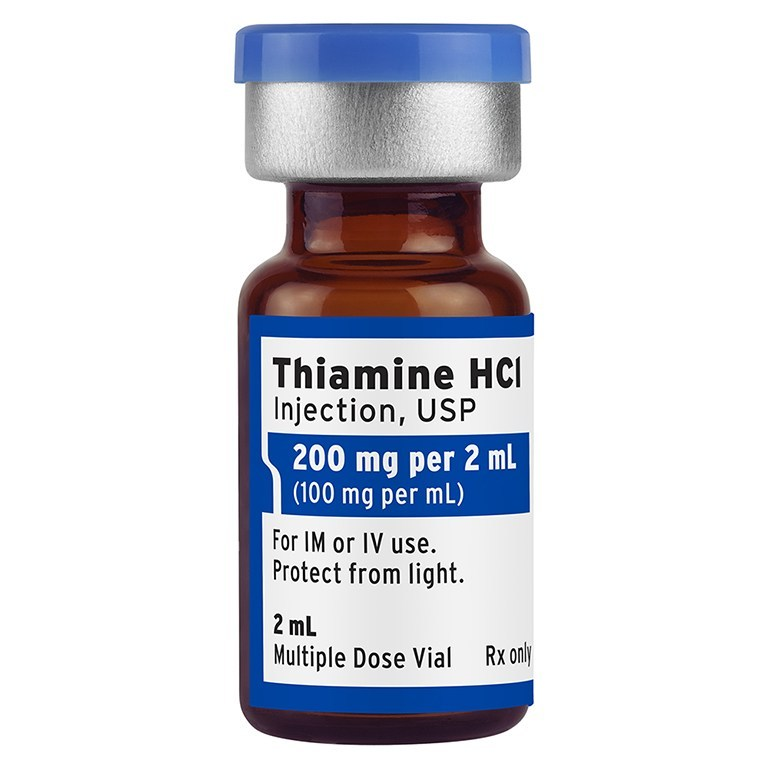 Thiamine HCl
Injection, USP
200 mg per 2 mL
(100 mg per mL)
For IM or IV use.
Protect from light.
2 mL
Multiple Dose Vial Rx only